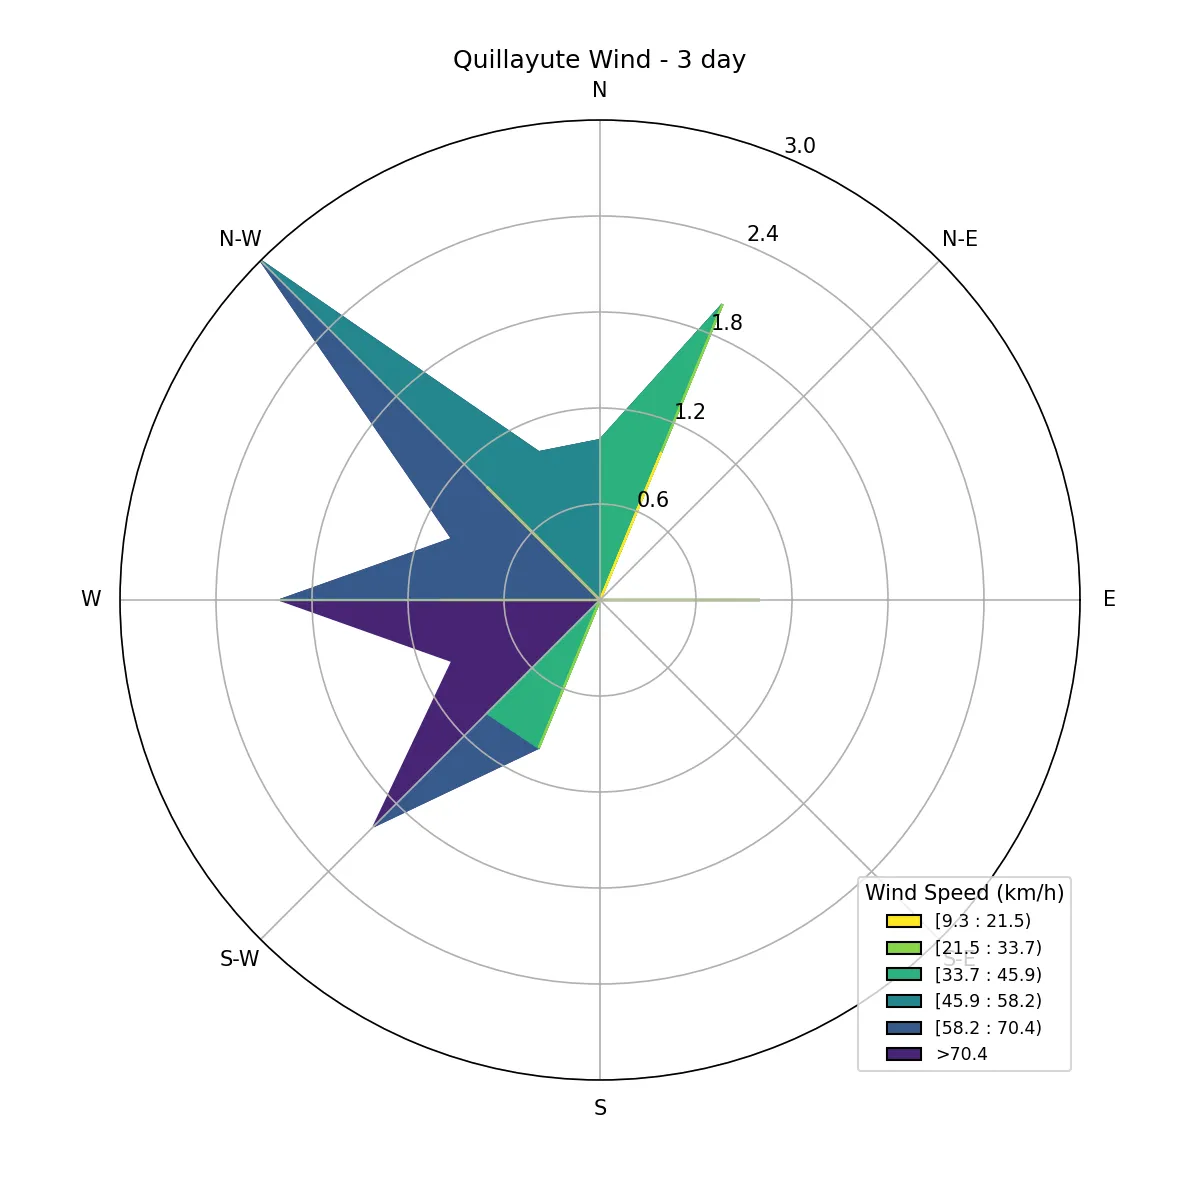 Quillayute Wind - 3 day
N
3.0
N-W
N-E
2.4
1.8
1.2
0.6
W
E
Wind Speed (km/h)
[9.3 : 21.5)
[21.5 : 33.7)
S-W
S-E
[33.7 : 45.9)
[45.9 : 58.2)
[58.2 : 70.4)
>70.4
S